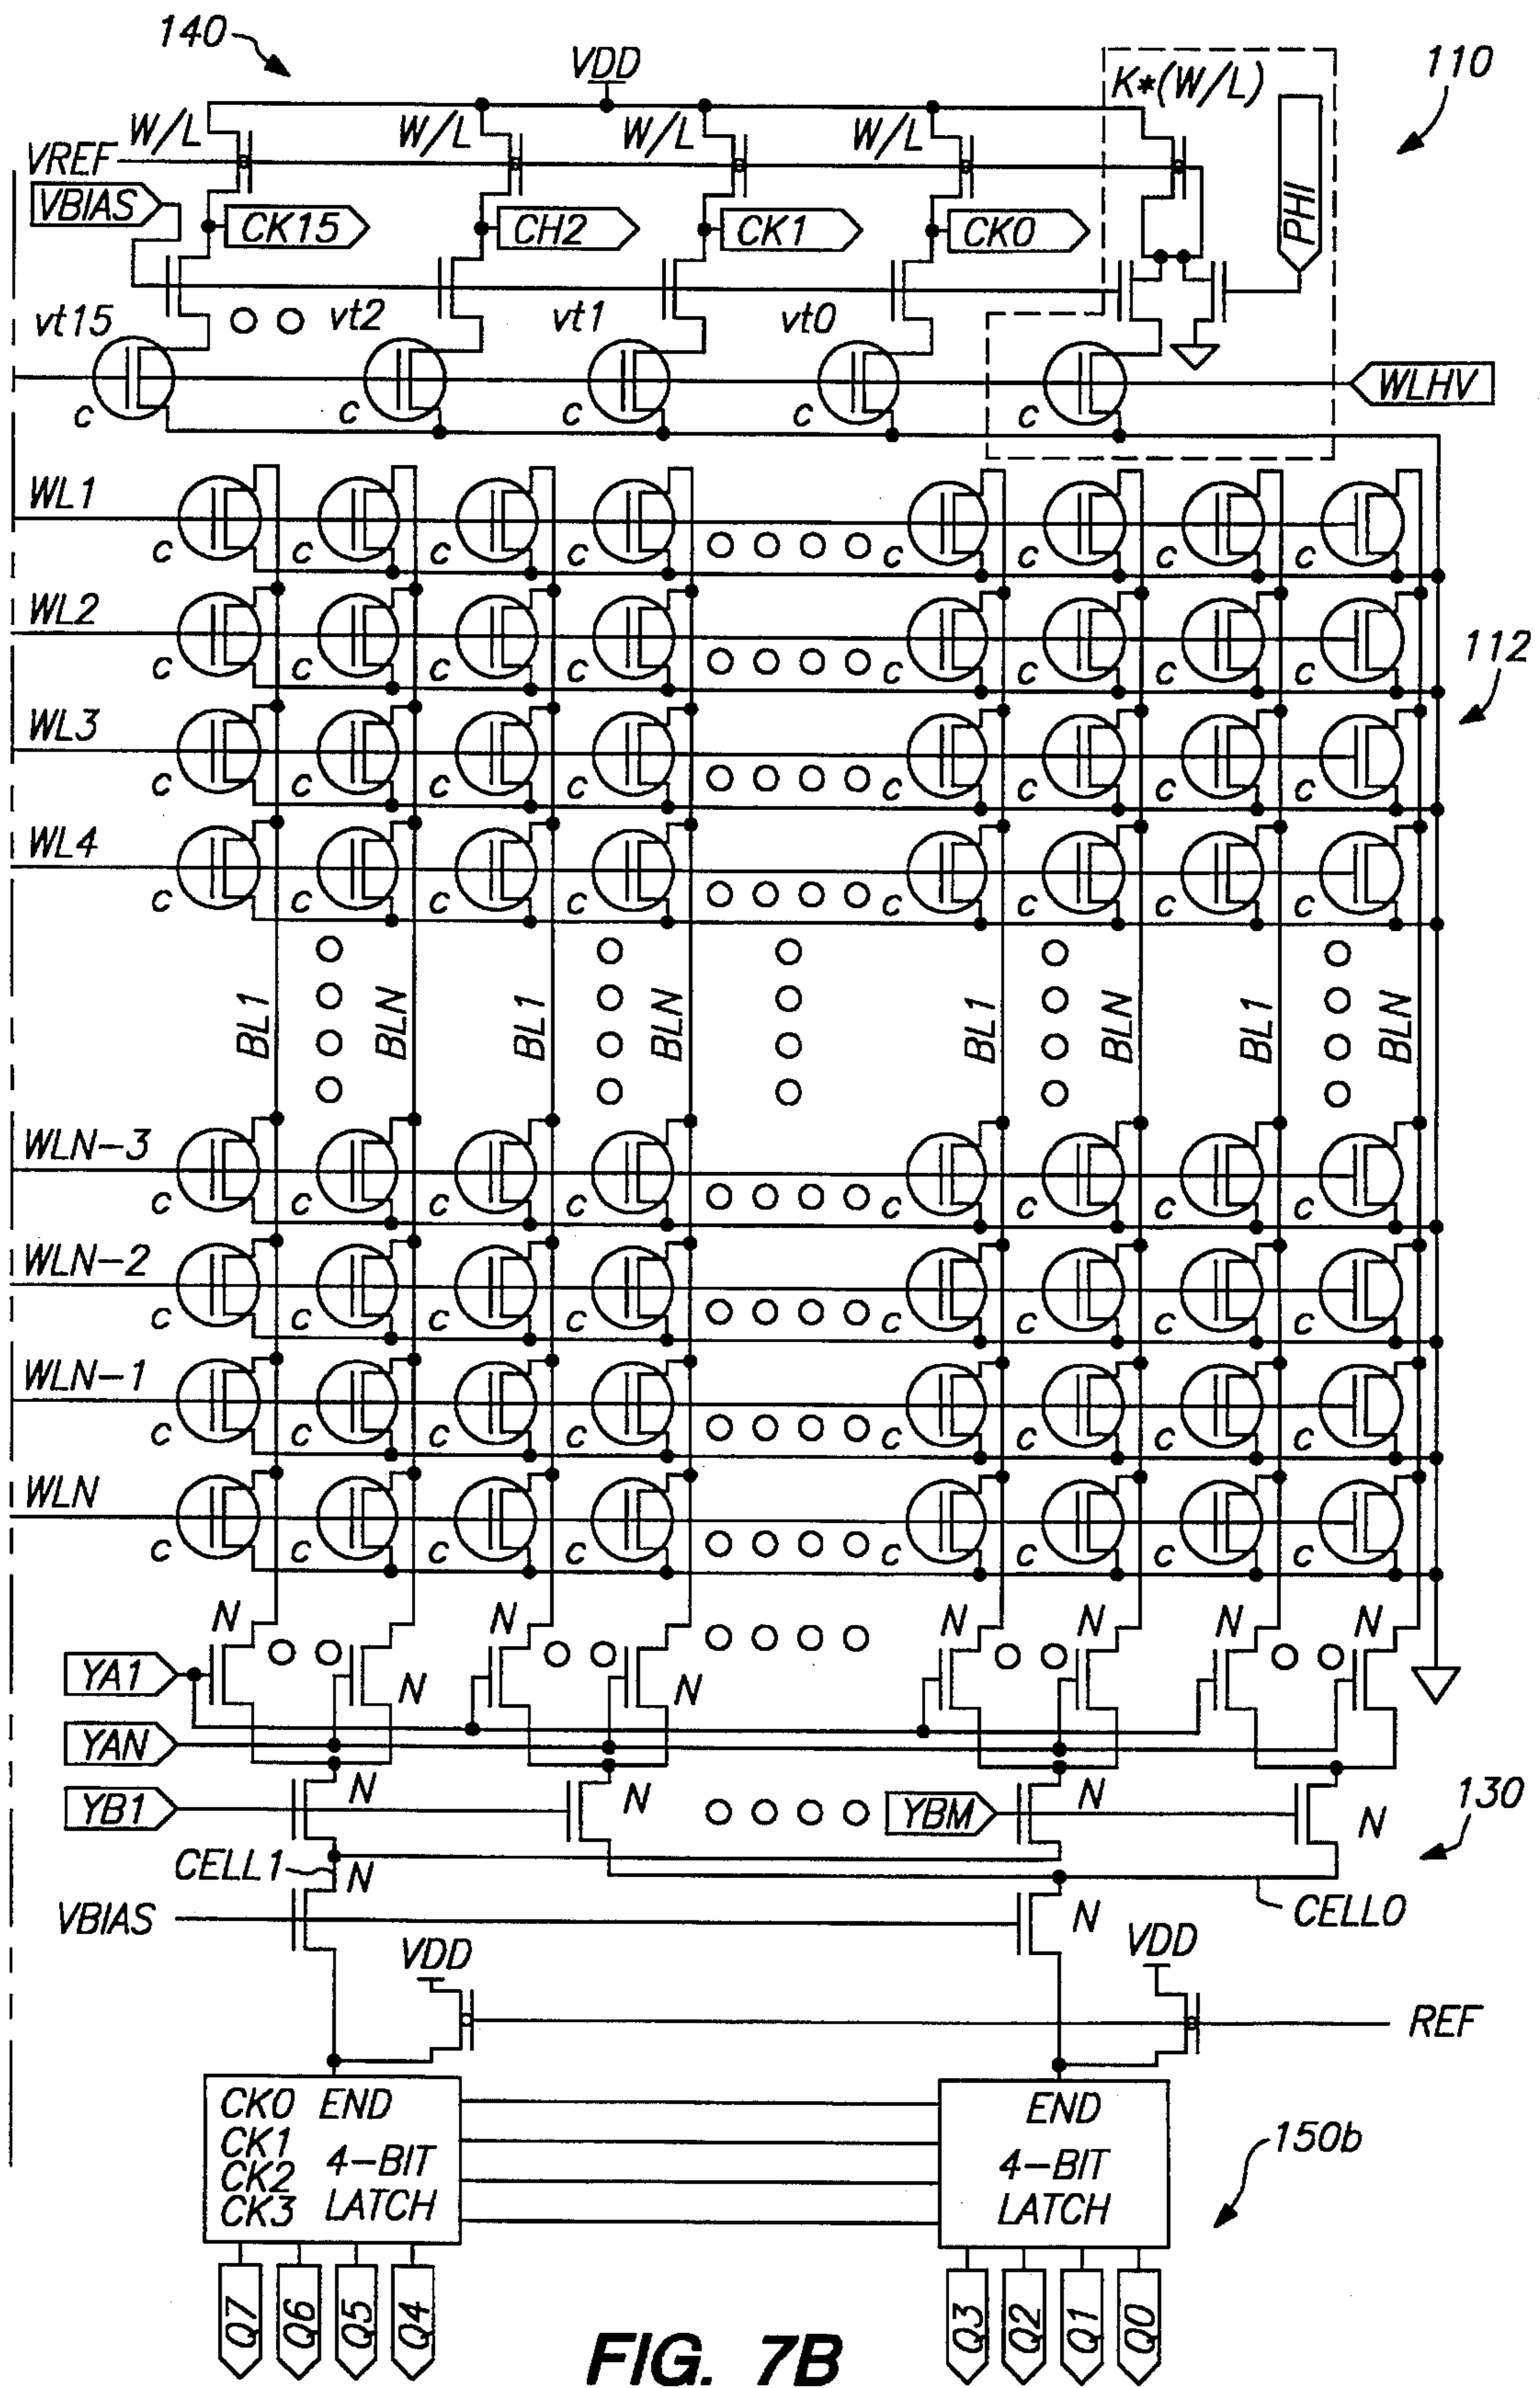 140
VDD
K*(W/L)
110
W/L W/L W/L W/L
VREF
VBIAS
CK15 CH2 CK1 CK0
PHI
vt15 vt2 vt1 vt0
WLHV
c c c c c
WL1
c c c c c c c c
WL2
112
c c c c c c c c
WL3
c c c c c c c c
WL4
c c c c c c c c
BL1 BLN BL1 BLN BL1 BLN BL1 BLN
WLN-3
c c c c c c c c
WLN-2
c c c c c c c c
WLN-1
c c c c c c c c
WLN
c c c c c c c c
N N N N N N
YA1
N N
YAN
YB1
N N
YBM
N N
130
CELL1
N
VBIAS
N
CELL0
VDD VDD
REF
CK0 END
CK1
4-BIT
CK2
LATCH
CK3
END
4-BIT
LATCH
150b
Q7 Q6 Q5 Q4 Q3 Q2 Q1 Q0
FIG. 7B